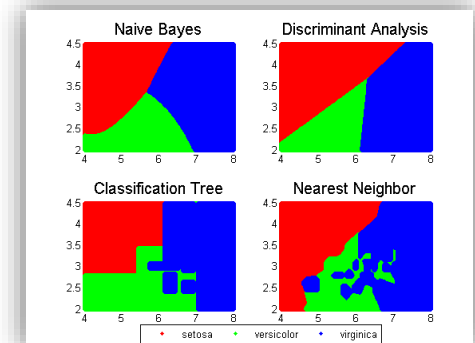 Naive Bayes
4.5
4
3.5
3
2.5
2
4 5 6 7 8
Discriminant Analysis
4.5
4
3.5
3
2.5
2
4 5 6 7 8
Classification Tree
4.5
4
3.5
3
2.5
2
4 5 6 7 8
Nearest Neighbor
4.5
4
3.5
3
2.5
2
4 5 6 7 8
setosa versicolor virginica